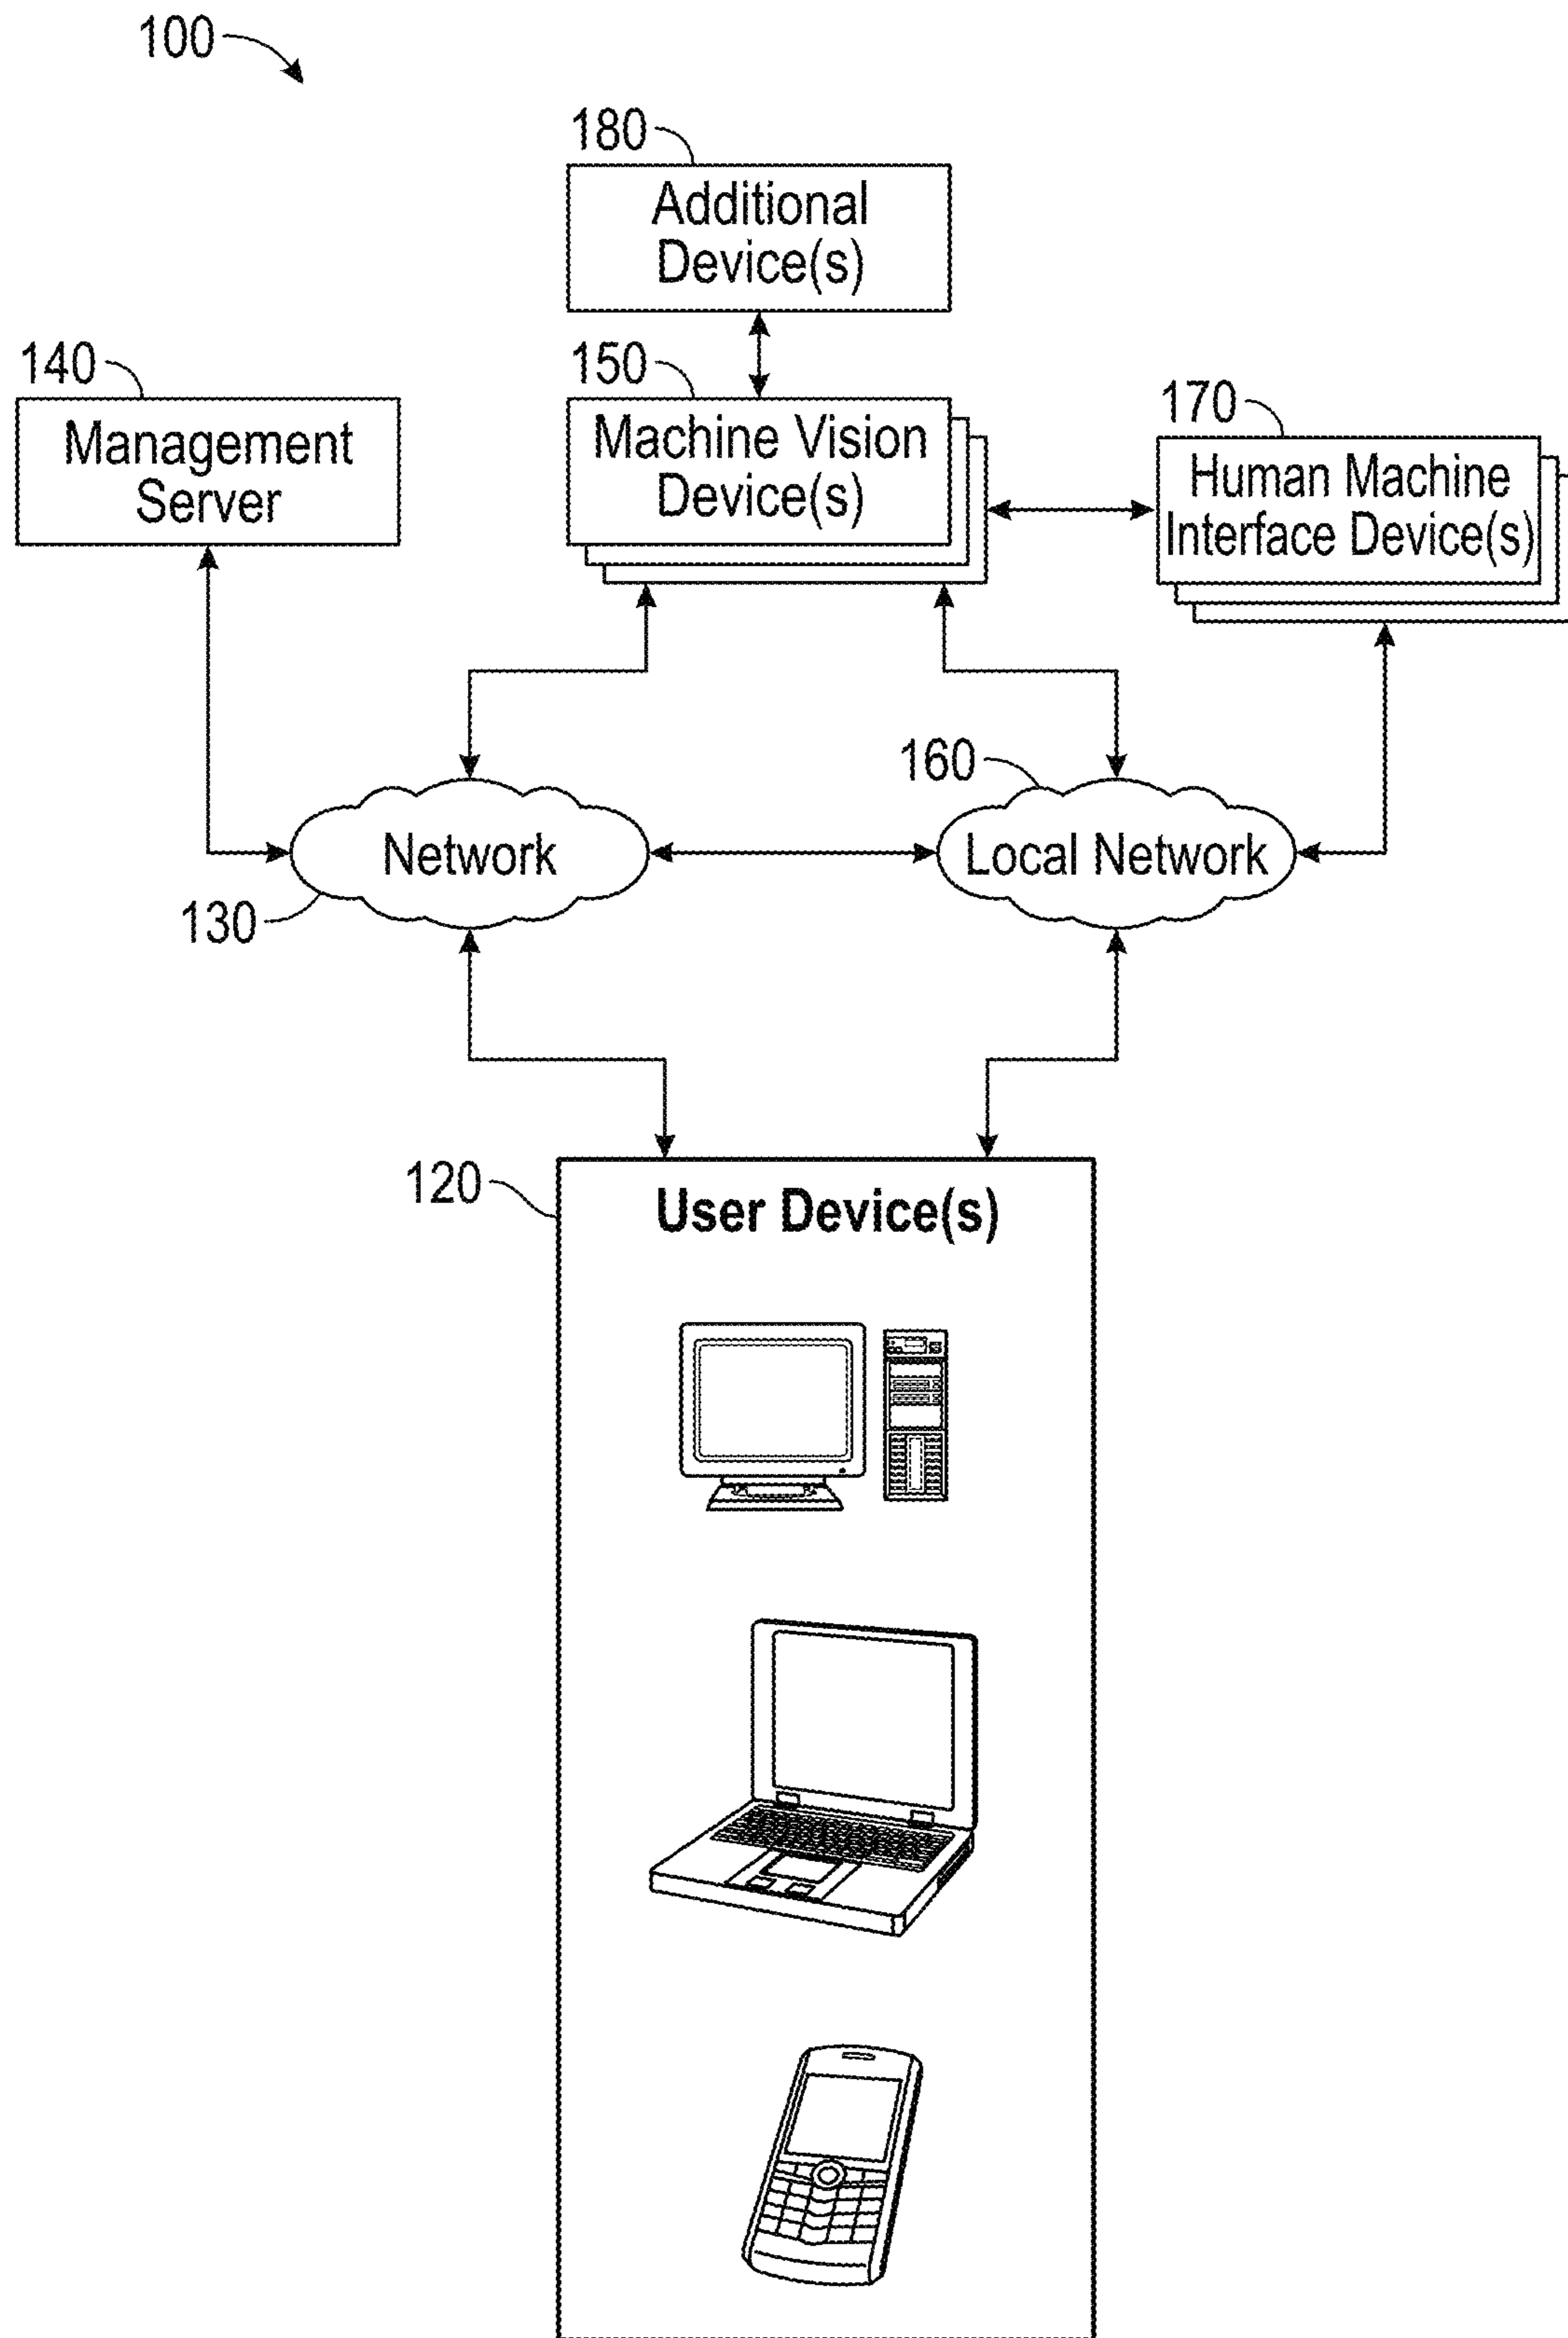 100
180
Additional
Device(s)
140
Management
Server
150
Machine Vision
Device(s)
170
Human Machine
Interface Device(s)
Network
130
160
Local Network
120
User Device(s)